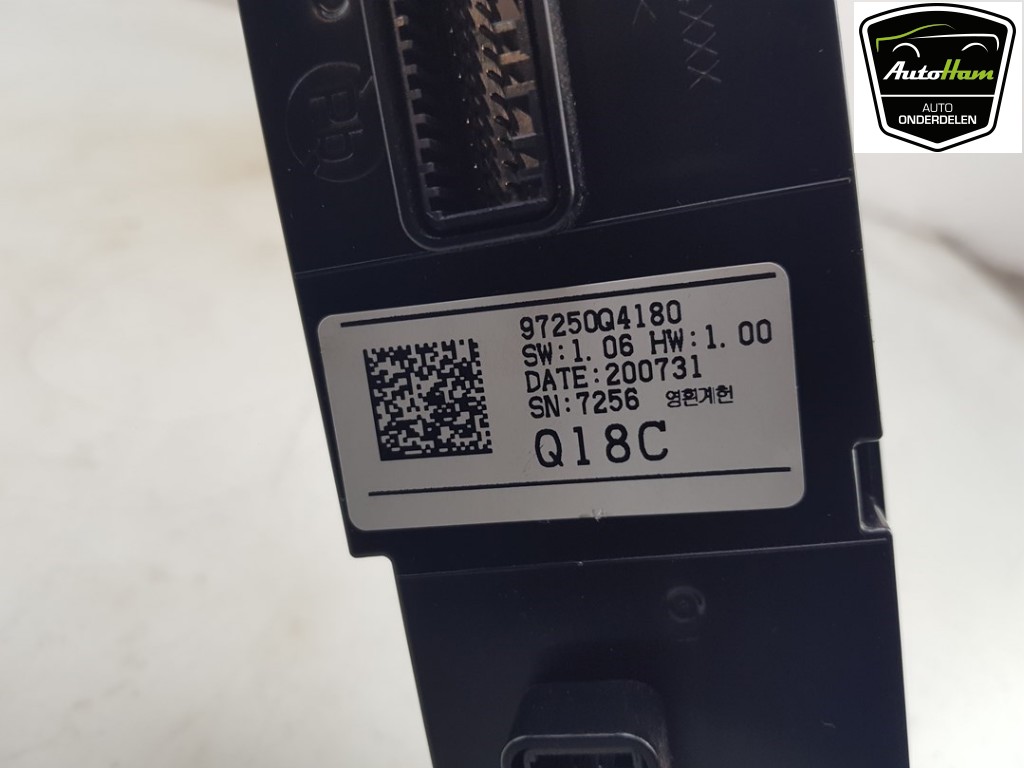 AutoHam
AUTO
ONDERDELEN
97250Q4180
SW:1.06 HW:1.00
DATE:200731
SN:7256 영흰계헌
Q18C